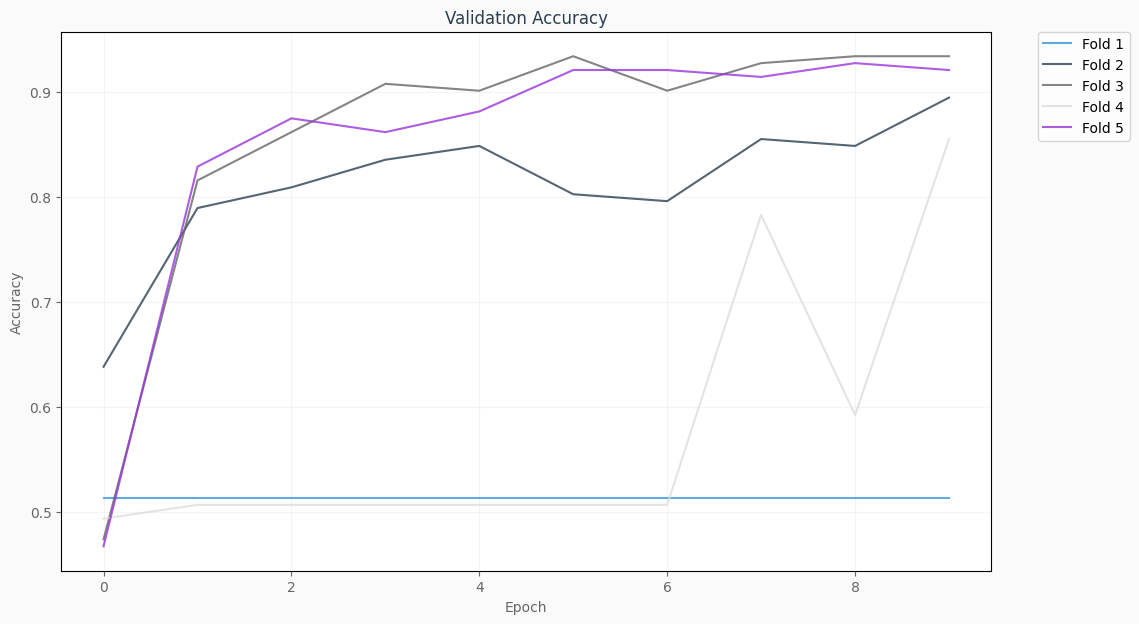 Validation Accuracy
Fold 1
Fold 2
Fold 3
Fold 4
Fold 5
Accuracy
0.9
0.8
0.7
0.6
0.5
0 2 4 6 8
Epoch